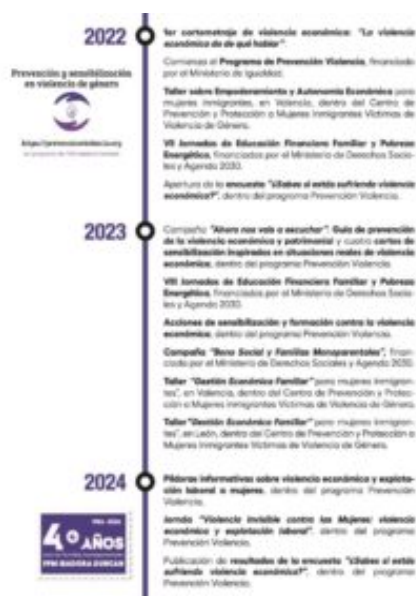 2022
1er cortometraje de violencia económica: "La violencia
económica da de qué hablar".
Comienza el Programa de Prevención Violencia, financiado
por el Ministerio de Igualdad.
Taller sobre Empoderamiento y Autonomía Económica para
mujeres inmigrantes, en Valencia, dentro del Centro de
Prevención y Protección a Mujeres Inmigrantes Víctimas de
Violencia de Género.
VII Jornadas de Educación Financiera Familiar y Pobreza
Energética, financiadas por el Ministerio de Derechos Socia-
les y Agenda 2030.
Apertura de la encuesta "¿Sabes si estás sufriendo violencia
económica?", dentro del programa Prevención Violencia.
Prevención y sensibilización
en violencia de género
2023
Campaña "Ahora nos vais a escuchar". Guía de prevención
de la violencia económica y patrimonial y cuatro cortos de
sensibilización inspirados en situaciones reales de violencia
económica, dentro del programa Prevención Violencia.
VIII Jornadas de Educación Financiera Familiar y Pobreza
Energética, financiadas por el Ministerio de Derechos Socia-
les y Agenda 2030.
Acciones de sensibilización y formación contra la violencia
económica, dentro del programa Prevención Violencia.
Campaña "Bono Social y Familias Monoparentales", finan-
ciada por el Ministerio de Derechos Sociales y Agenda 2030.
Taller "Gestión Económica Familiar" para mujeres inmigran-
tes", en Valencia, dentro del Centro de Prevención y Protec-
ción a Mujeres Inmigrantes Víctimas de Violencia de Género.
Taller "Gestión Económica Familiar" para mujeres inmigran-
tes", en León, dentro del Centro de Prevención y Protección a
Mujeres Inmigrantes Víctimas de Violencia de Género.
2024
Píldoras informativas sobre violencia económica y explota-
ción laboral a mujeres, dentro del programa Prevención
Violencia.
Jornada "Violencia invisible contra las Mujeres: violencia
económica y explotación laboral", dentro del programa
Prevención Violencia.
Publicación de resultados de la encuesta "¿Sabes si estás
sufriendo violencia económica?", dentro del programa
Prevención Violencia.
1984 - 2024
40 AÑOS
FFM ISADORA DUNCAN